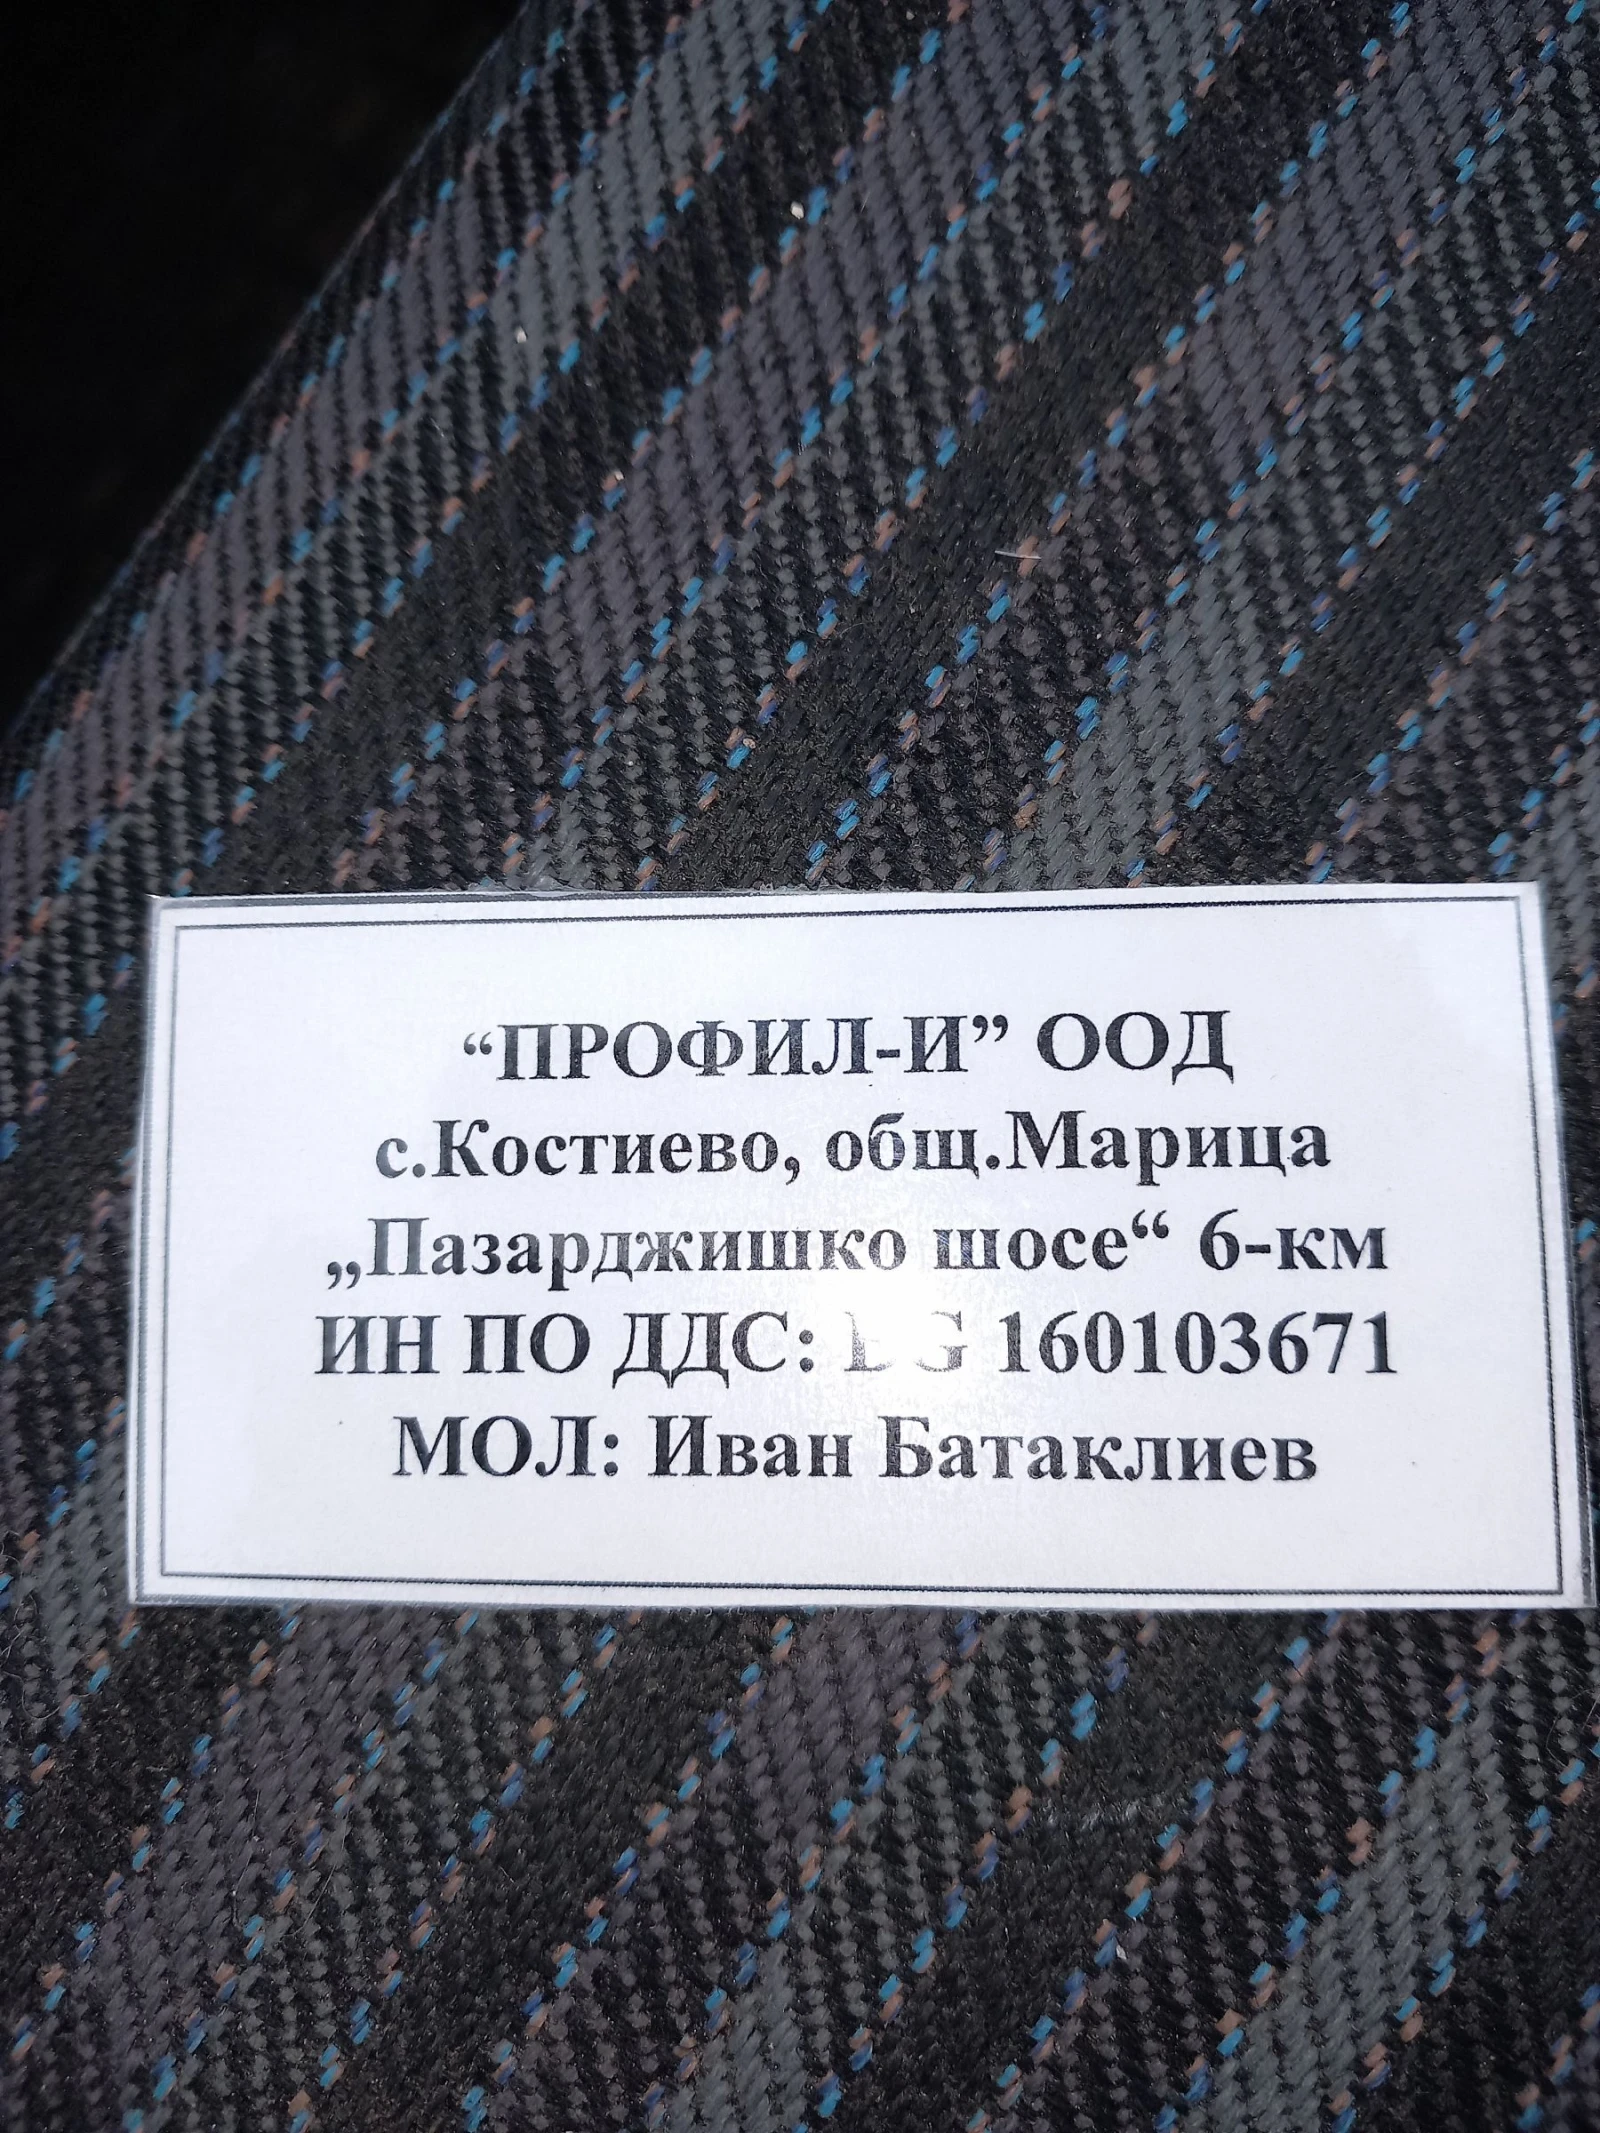 “ПРОФИЛ-И” ООД
с.Костиево, общ.Марица
„Пазарджишко шосе“ 6-км
ИН ПО ДДС: BG 160103671
МОЛ: Иван Батаклиев